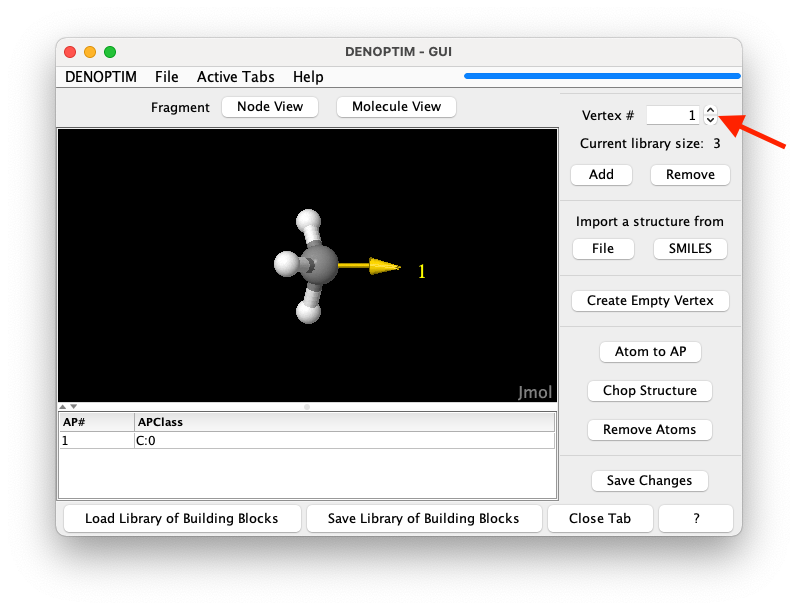 DENOPTIM - GUI
DENOPTIM File Active Tabs Help
Fragment Node View Molecule View
Vertex # 1
Current library size: 3
Add Remove
Import a structure from
File SMILES
Create Empty Vertex
Atom to AP
Chop Structure
Remove Atoms
Save Changes
1
Jmol
AP# APClass
1 C:0
Load Library of Building Blocks Save Library of Building Blocks Close Tab ?